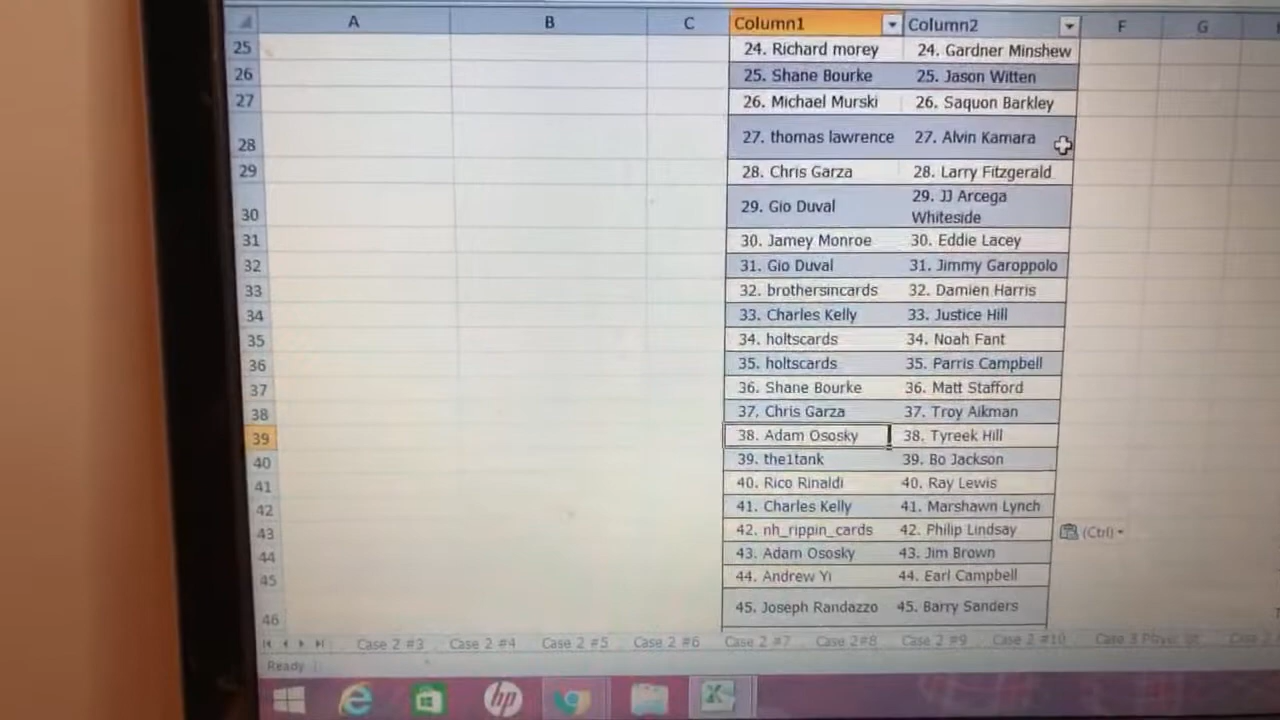 A B C Column1 Column2 F G
25 24. Richard morey 24. Gardner Minshew
26 25. Shane Bourke 25. Jason Witten
27 26. Michael Murski 26. Saquon Barkley
28 27. thomas lawrence 27. Alvin Kamara
29 28. Chris Garza 28. Larry Fitzgerald
30 29. Gio Duval 29. JJ Arcega
Whiteside
31 30. Jamey Monroe 30. Eddie Lacey
32 31. Gio Duval 31. Jimmy Garoppolo
33 32. brothersincards 32. Damien Harris
34 33. Charles Kelly 33. Justice Hill
35 34. holtscards 34. Noah Fant
36 35. holtscards 35. Parris Campbell
37 36. Shane Bourke 36. Matt Stafford
38 37. Chris Garza 37. Troy Aikman
39 38. Adam Ososky 38. Tyreek Hill
40 39. the1tank 39. Bo Jackson
41 40. Rico Rinaldi 40. Ray Lewis
42 41. Charles Kelly 41. Marshawn Lynch
43 42. nh_rippin_cards 42. Philip Lindsay (Ctrl)
44 43. Adam Ososky 43. Jim Brown
45 44. Andrew Yi 44. Earl Campbell
46 45. Joseph Randazzo 45. Barry Sanders
Case 2 #3 Case 2 #4 Case 2 #5 Case 2 #6 Case 2 #7 Case 2#8 Case 2 #9 Case 2 #10 Case 3
Ready
hp